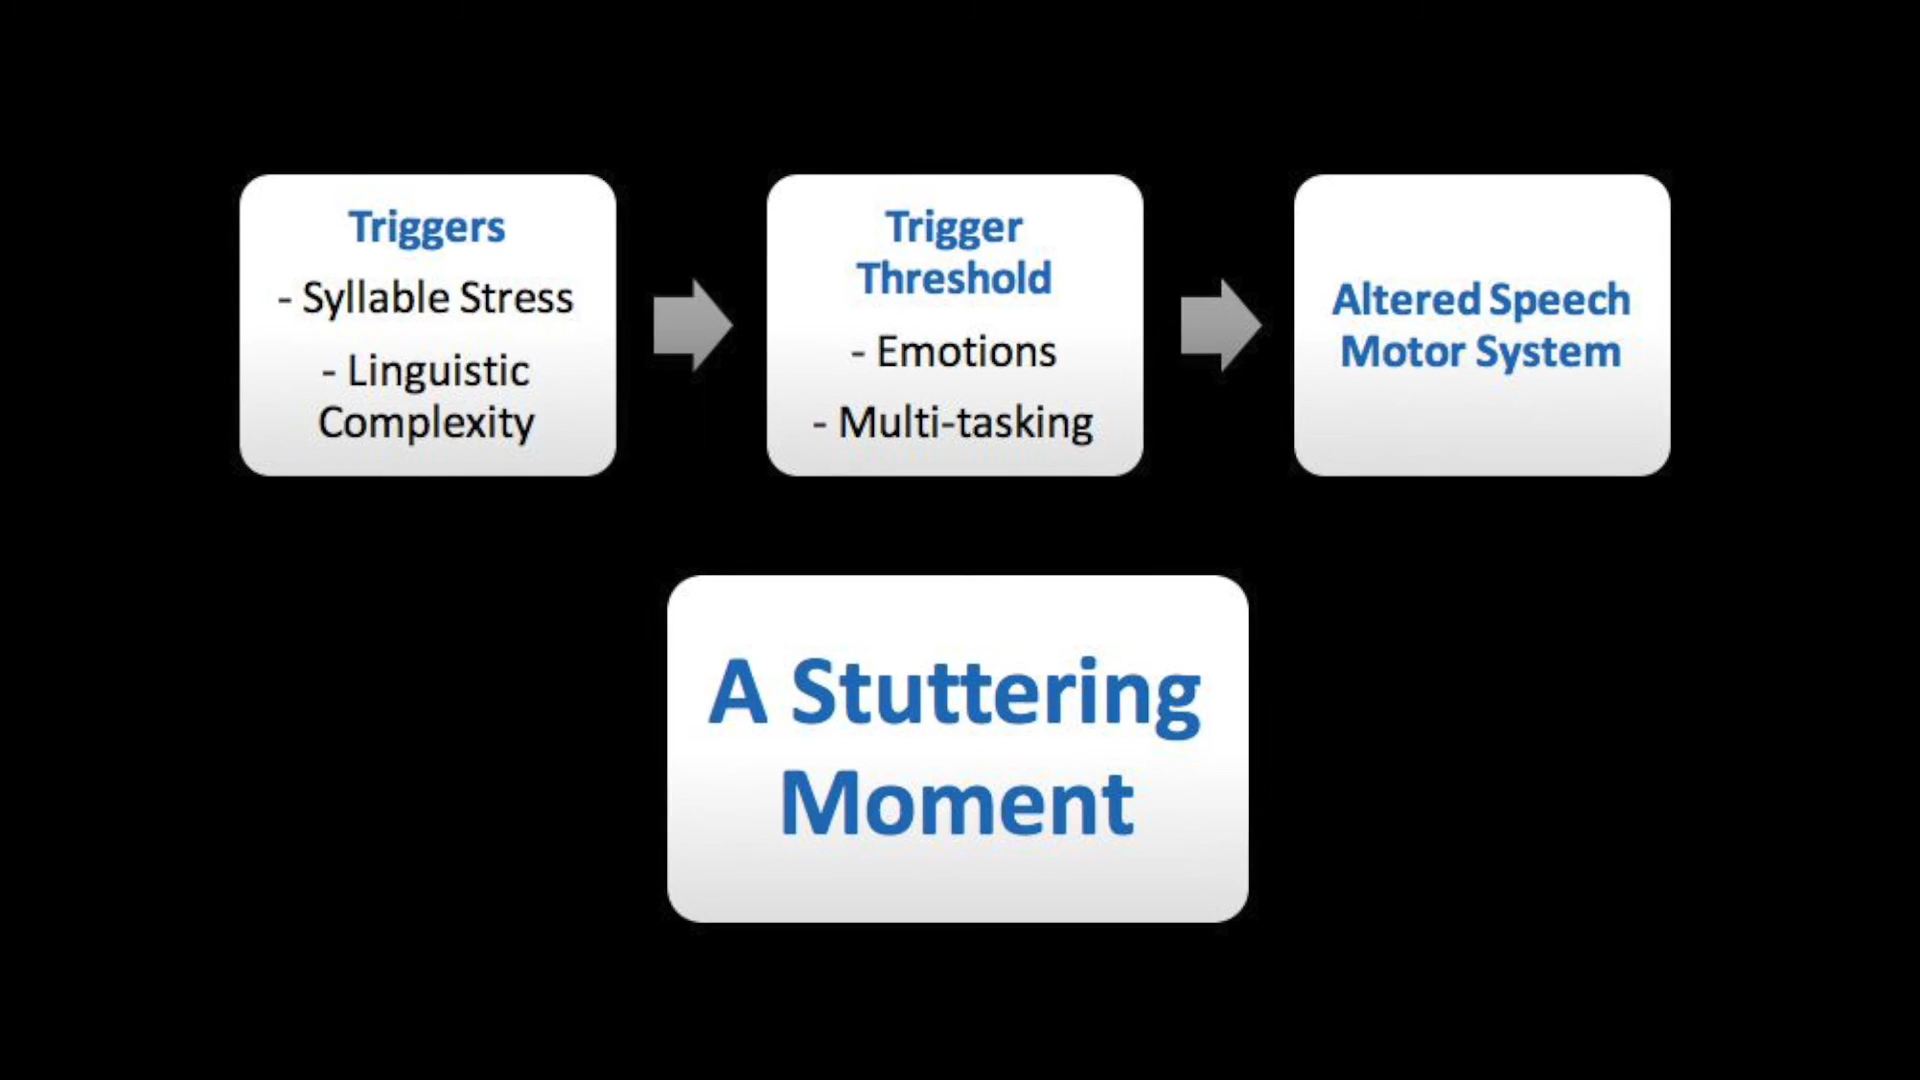 Triggers
- Syllable Stress
- Linguistic
Complexity
Trigger
Threshold
- Emotions
- Multi-tasking
Altered Speech
Motor System
A Stuttering
Moment